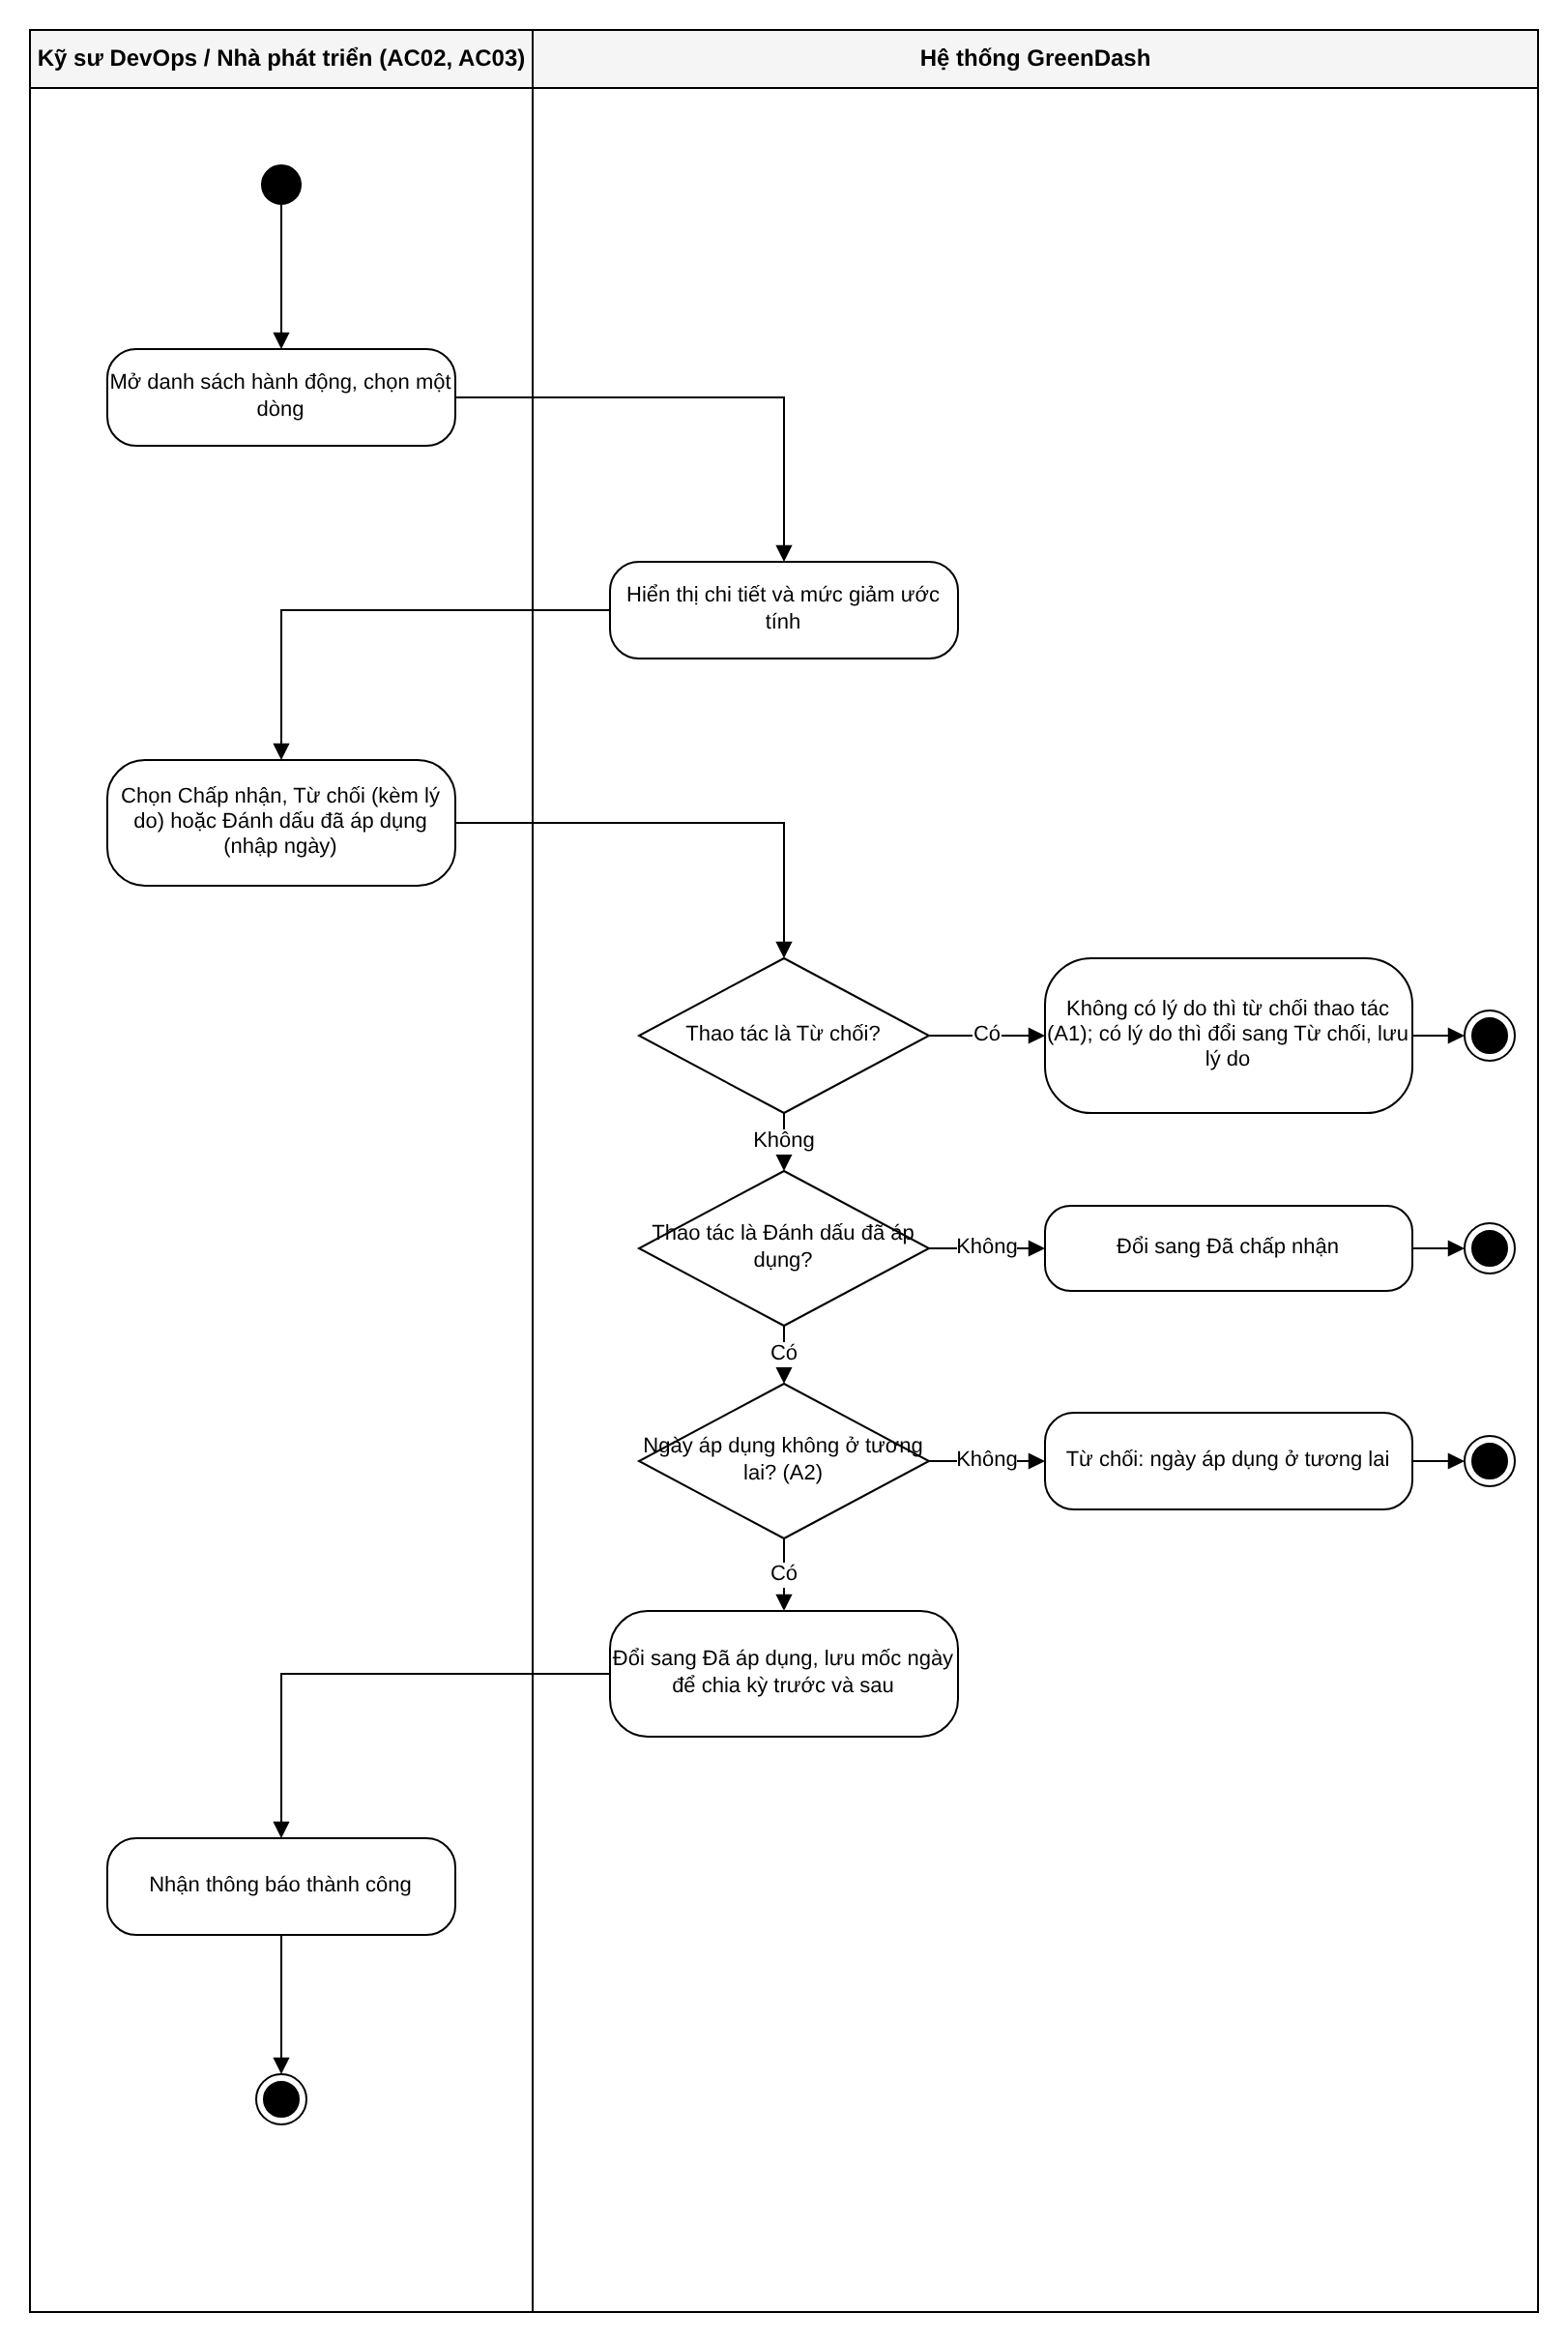 Kỹ sư DevOps / Nhà phát triển (AC02, AC03)
Hệ thống GreenDash
Mở danh sách hành động, chọn một
dòng
Hiển thị chi tiết và mức giảm ước
tính
Chọn Chấp nhận, Từ chối (kèm lý
do) hoặc Đánh dấu đã áp dụng
(nhập ngày)
Thao tác là Từ chối?
Có
Không có lý do thì từ chối thao tác
(A1); có lý do thì đổi sang Từ chối, lưu
lý do
Không
Thao tác là Đánh dấu đã áp
dụng?
Không
Đổi sang Đã chấp nhận
Có
Ngày áp dụng không ở tương
lai? (A2)
Không
Từ chối: ngày áp dụng ở tương lai
Có
Đổi sang Đã áp dụng, lưu mốc ngày
để chia kỳ trước và sau
Nhận thông báo thành công